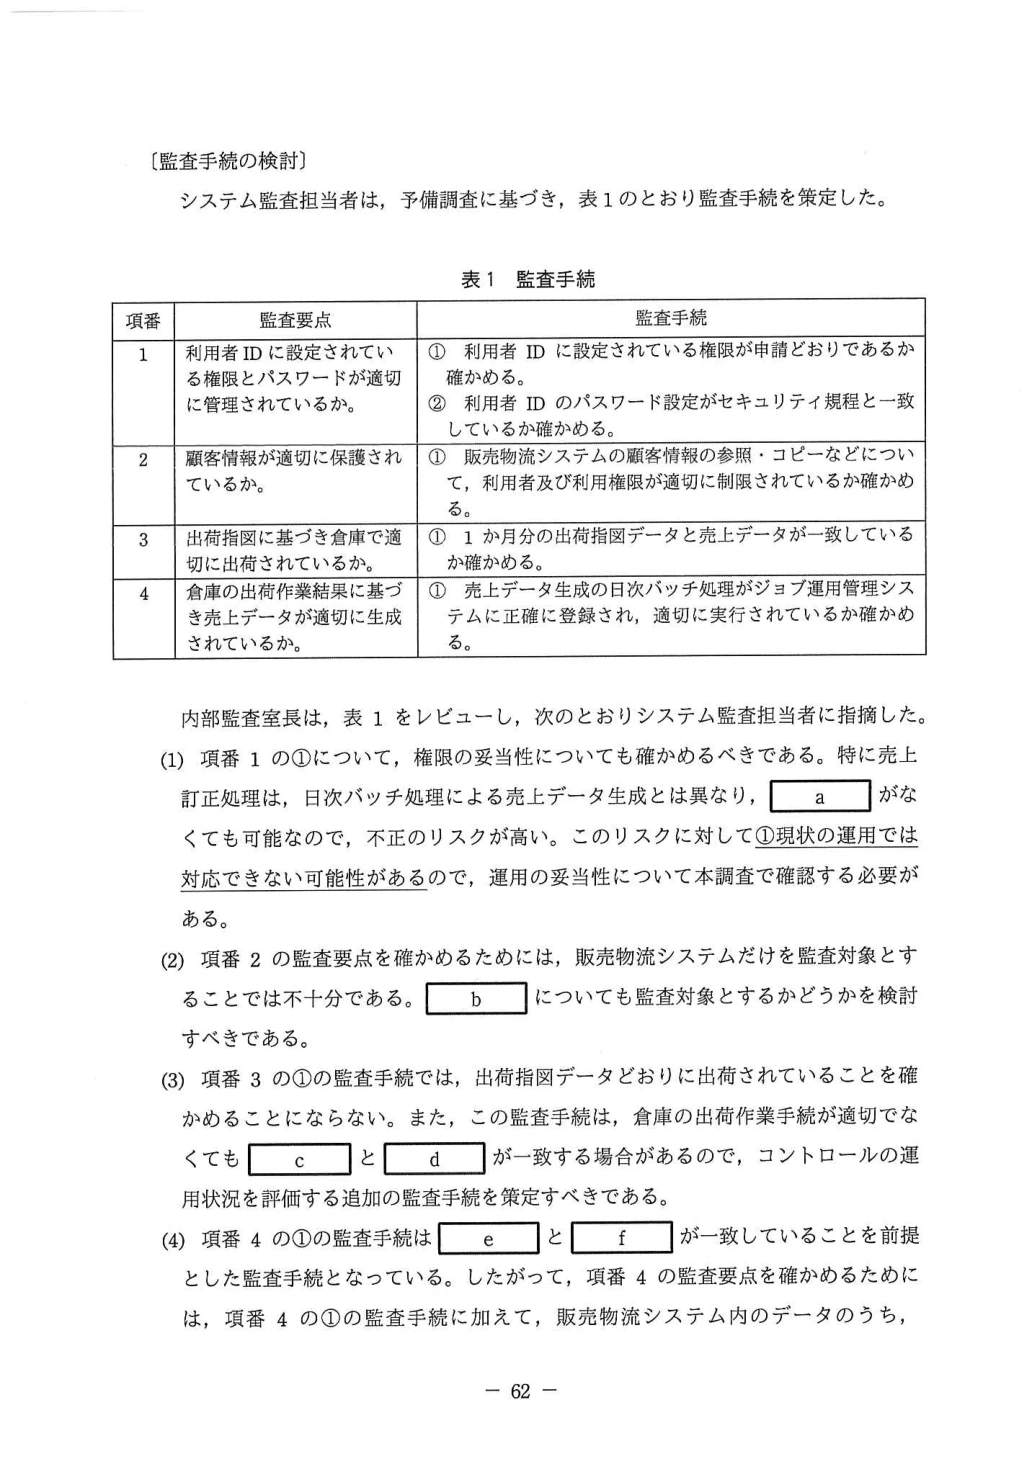 〔監査手続の検討〕
システム監査担当者は，予備調査に基づき，表1のとおり監査手続を策定した。
表1　監査手続
項番　監査要点　監査手続
1　利用者IDに設定されてい　①　利用者 ID に設定されている権限が申請どおりであるか
る権限とパスワードが適切　確かめる。
に管理されているか。　②　利用者 ID のパスワード設定がセキュリティ規程と一致
しているか確かめる。
2　顧客情報が適切に保護され　①　販売物流システムの顧客情報の参照・コピーなどについ
ているか。　て，利用者及び利用権限が適切に制限されているか確かめ
る。
3　出荷指図に基づき倉庫で適　①　1 か月分の出荷指図データと売上データが一致している
切に出荷されているか。　か確かめる。
4　倉庫の出荷作業結果に基づ　①　売上データ生成の日次バッチ処理がジョブ運用管理シス
き売上データが適切に生成　テムに正確に登録され，適切に実行されているか確かめ
されているか。　る。
内部監査室長は，表 1 をレビューし，次のとおりシステム監査担当者に指摘した。
(1) 項番 1 の①について，権限の妥当性についても確かめるべきである。特に売上
訂正処理は，日次バッチ処理による売上データ生成とは異なり，a がな
くても可能なので，不正のリスクが高い。このリスクに対して①現状の運用では
対応できない可能性があるので，運用の妥当性について本調査で確認する必要が
ある。
(2) 項番 2 の監査要点を確かめるためには，販売物流システムだけを監査対象とす
ることでは不十分である。b についても監査対象とするかどうかを検討
すべきである。
(3) 項番 3 の①の監査手続では，出荷指図データどおりに出荷されていることを確
かめることにならない。また，この監査手続は，倉庫の出荷作業手続が適切でな
くても c と d が一致する場合があるので，コントロールの運
用状況を評価する追加の監査手続を策定すべきである。
(4) 項番 4 の①の監査手続は e と f が一致していることを前提
とした監査手続となっている。したがって，項番 4 の監査要点を確かめるために
は，項番 4 の①の監査手続に加えて，販売物流システム内のデータのうち，
－ 62 －